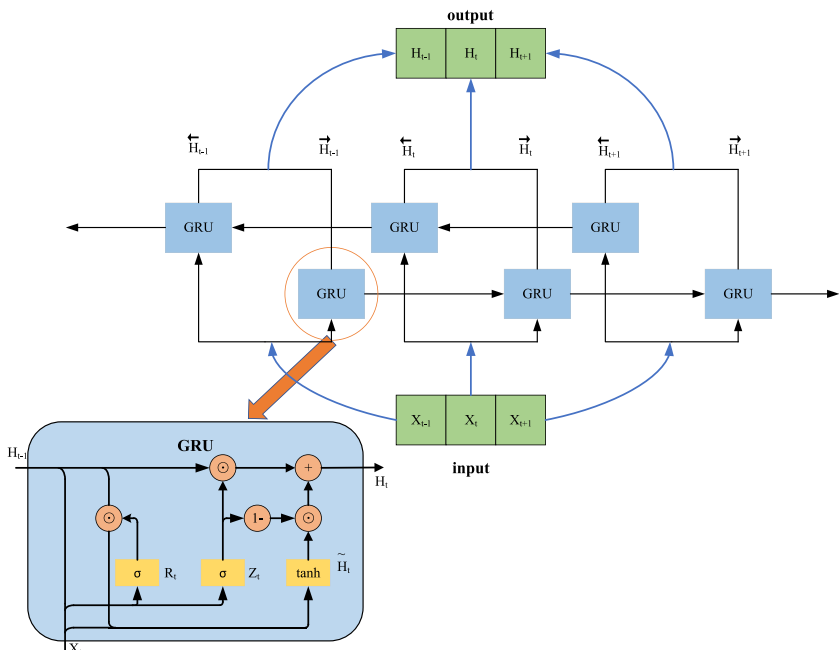 output
H_{t-1} H_t H_{t+1}
←H_{t-1} →H_{t-1} ←H_t →H_t ←H_{t+1} →H_{t+1}
GRU GRU GRU
GRU GRU GRU
X_{t-1} X_t X_{t+1}
input
GRU
H_{t-1} ⊙ +
H_t
⊙ 1- ⊙
σ R_t σ Z_t tanh H̃_t
X